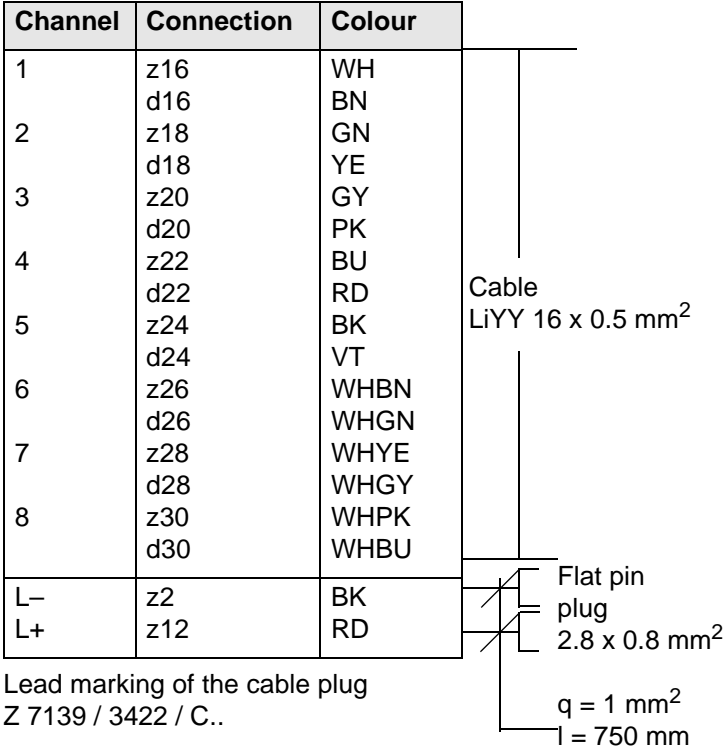 Channel Connection Colour
1 z16 WH
d16 BN
2 z18 GN
d18 YE
3 z20 GY
d20 PK
4 z22 BU
d22 RD
5 z24 BK
d24 VT
6 z26 WHBN
d26 WHGN
7 z28 WHYE
d28 WHGY
8 z30 WHPK
d30 WHBU
L– z2 BK
L+ z12 RD
Cable
LiYY 16 x 0.5 mm²
Flat pin
plug
2.8 x 0.8 mm²
q = 1 mm²
l = 750 mm
Lead marking of the cable plug
Z 7139 / 3422 / C..